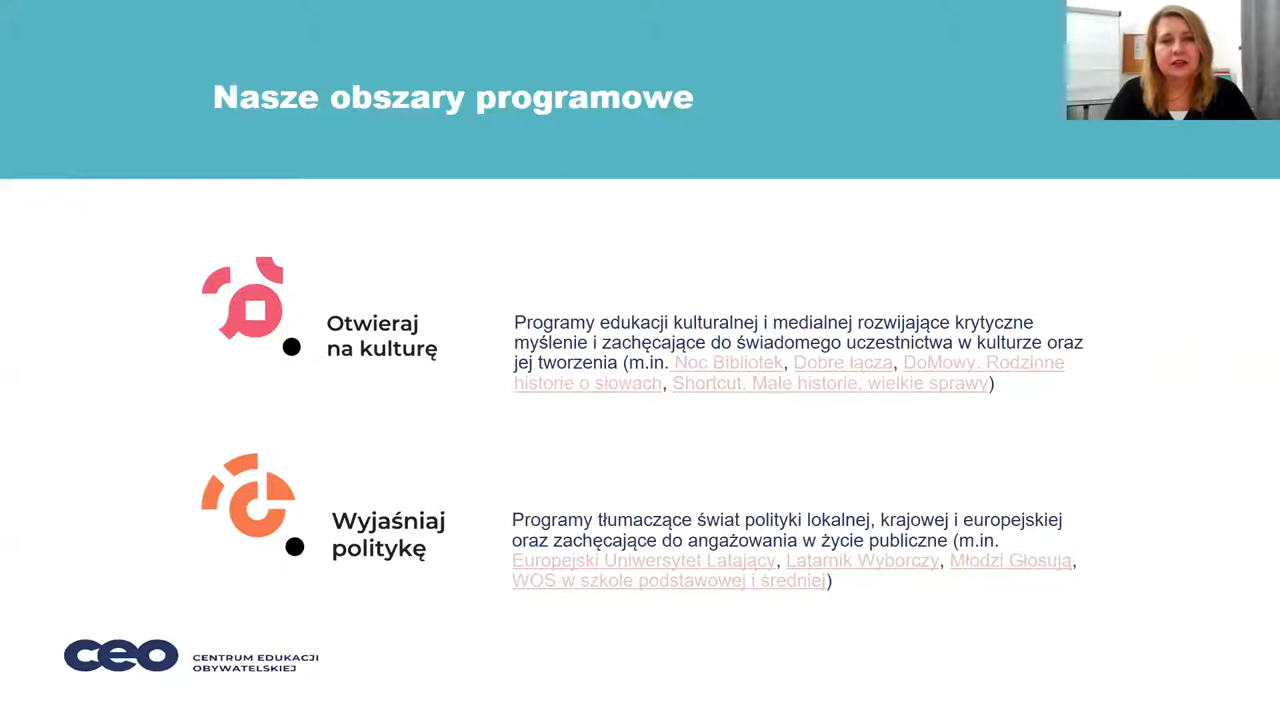 Nasze obszary programowe
Otwieraj
na kulturę
Programy edukacji kulturalnej i medialnej rozwijające krytyczne
myślenie i zachęcające do świadomego uczestnictwa w kulturze oraz
jej tworzenia (m.in. Noc Bibliotek, Dobre łącza, DoMowy. Rodzinne
historie o słowach, Shortcut. Małe historie, wielkie sprawy)
Wyjaśniaj
politykę
Programy tłumaczące świat polityki lokalnej, krajowej i europejskiej
oraz zachęcające do angażowania w życie publiczne (m.in.
Europejski Uniwersytet Latający, Latarnik Wyborczy, Młodzi Głosują,
WOS w szkole podstawowej i średniej)
ceo CENTRUM EDUKACJI
OBYWATELSKIEJ